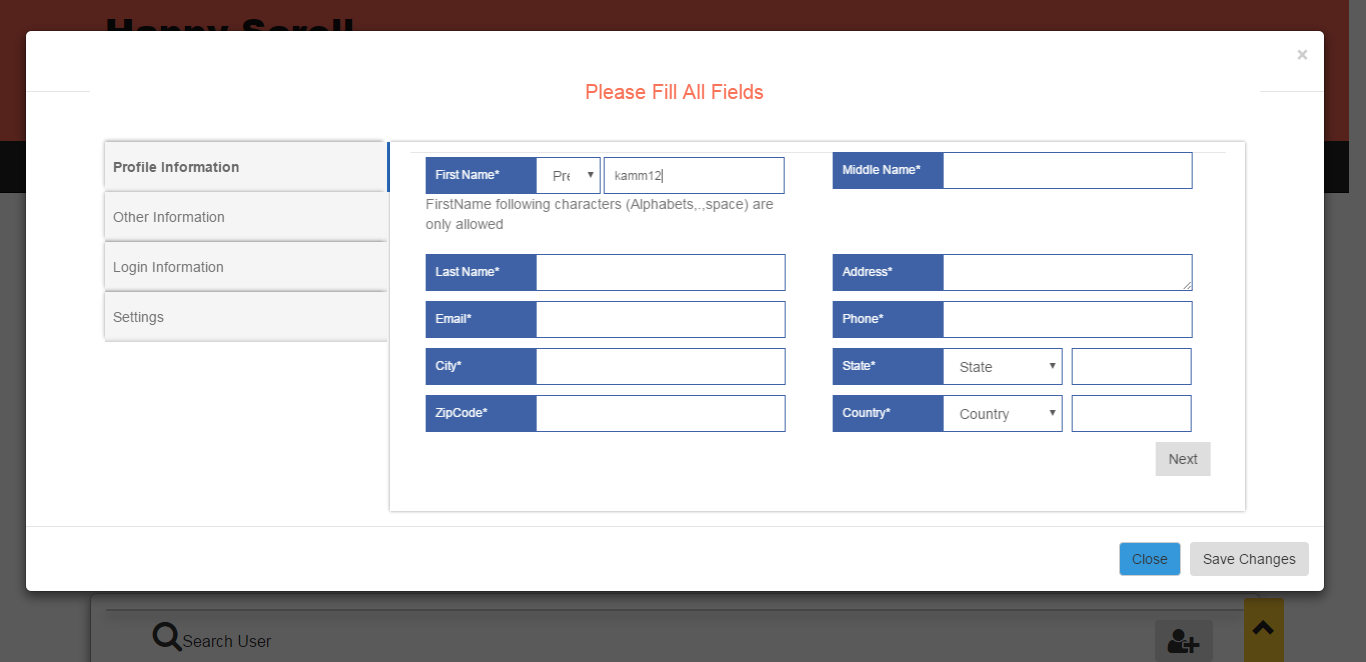 Happy Scroll
×
Please Fill All Fields
Profile Information
Other Information
Login Information
Settings
First Name* Pre kamm12
FirstName following characters (Alphabets,.,space) are
only allowed
Middle Name*
Last Name*
Address*
Email*
Phone*
City*
State* State
ZipCode*
Country* Country
Next
Close Save Changes
Search User